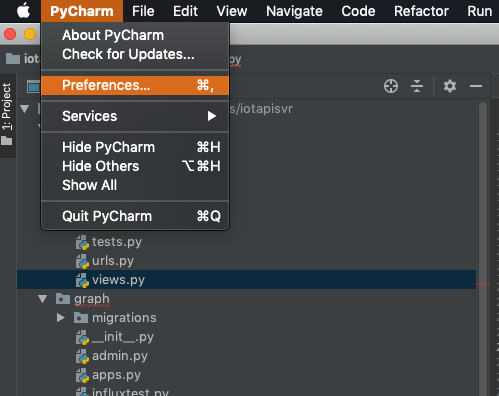 PyCharm File Edit View Navigate Code Refactor Run
About PyCharm
Check for Updates...
Preferences... ⌘,
Services
Hide PyCharm ⌘H
Hide Others ⌥⌘H
Show All
Quit PyCharm ⌘Q
iot
py
1: Project
s/iotapisvr
tests.py
urls.py
views.py
graph
migrations
__init__.py
admin.py
apps.py
influxtest.py